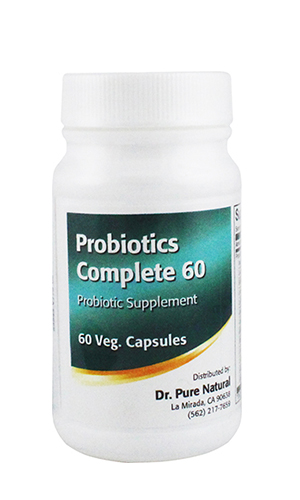 Probiotics
Complete 60
Probiotic Supplement
60 Veg. Capsules
Distributed by:
Dr. Pure Natural
La Mirada, CA 90638
(562) 217-7659